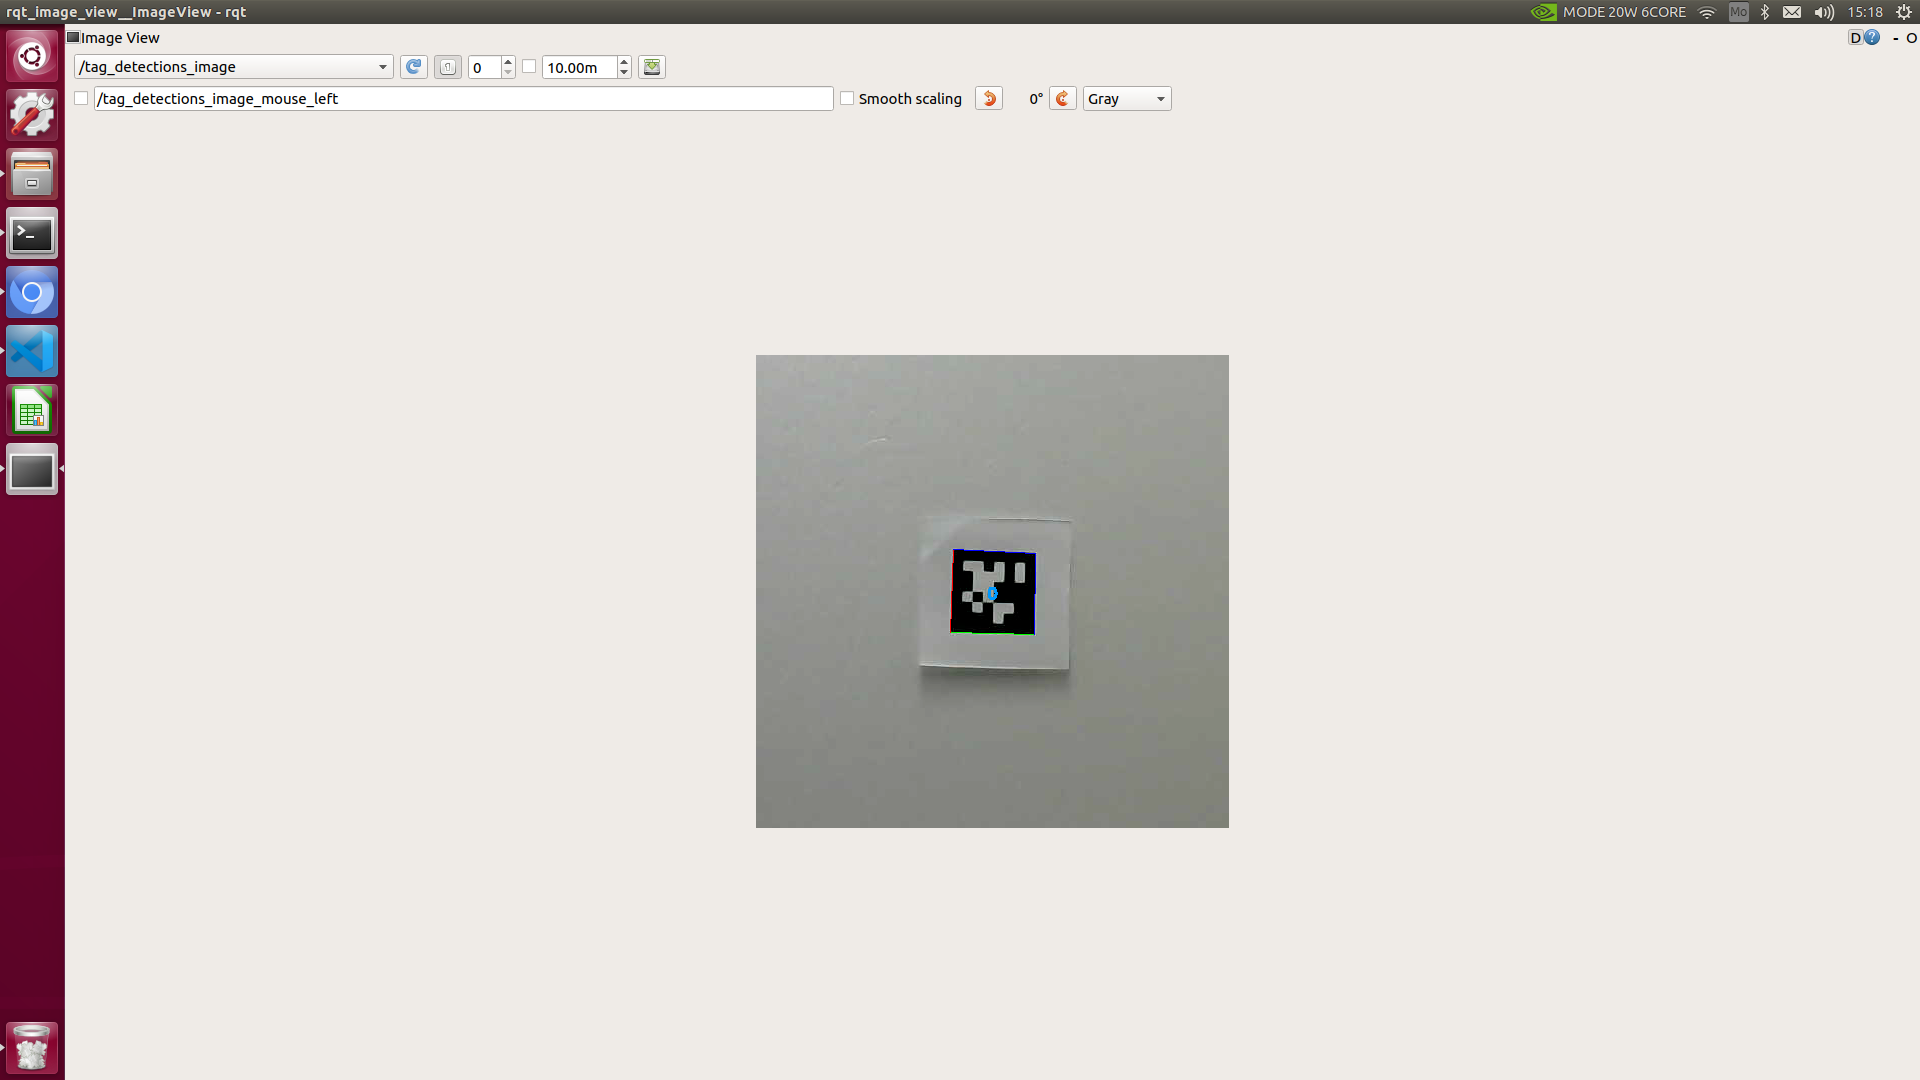 rqt_image_view__ImageView - rqt
MODE 20W 6CORE
Mo
15:18
Image View
D
?
- O
/tag_detections_image
0
10.00m
/tag_detections_image_mouse_left
Smooth scaling
0°
Gray